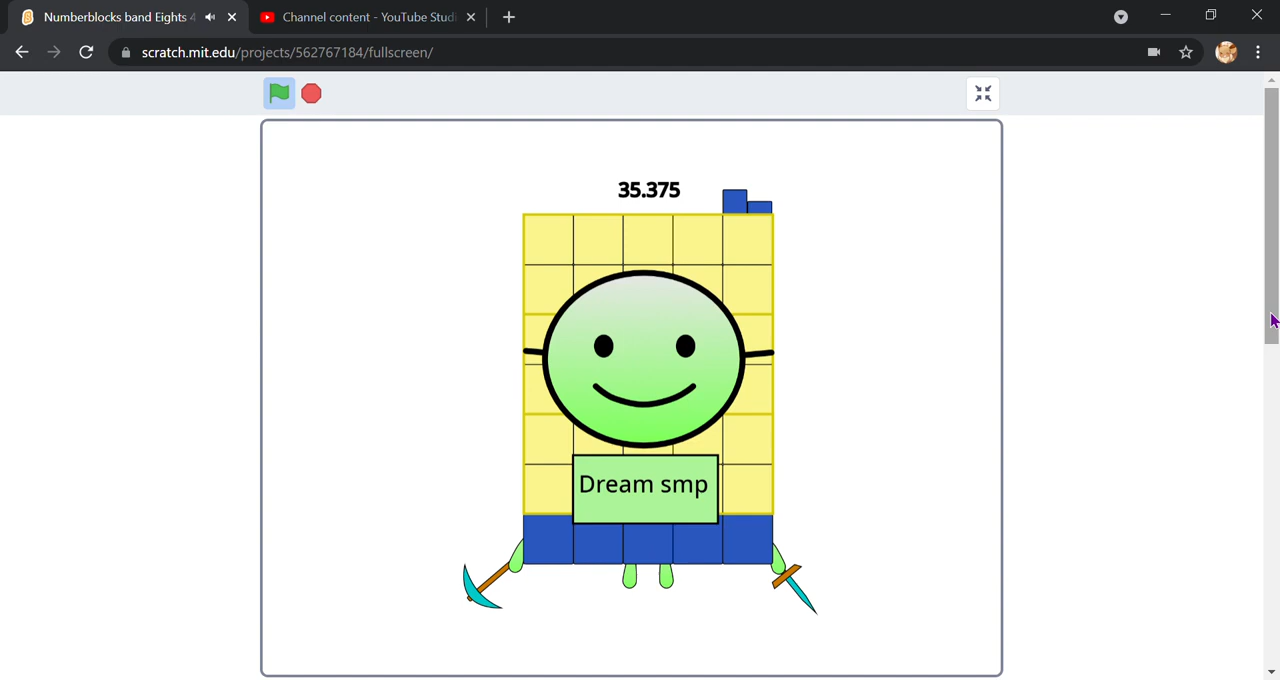 Numberblocks band Eights 4
Channel content - YouTube Studi
scratch.mit.edu/projects/562767184/fullscreen/
35.375
Dream smp